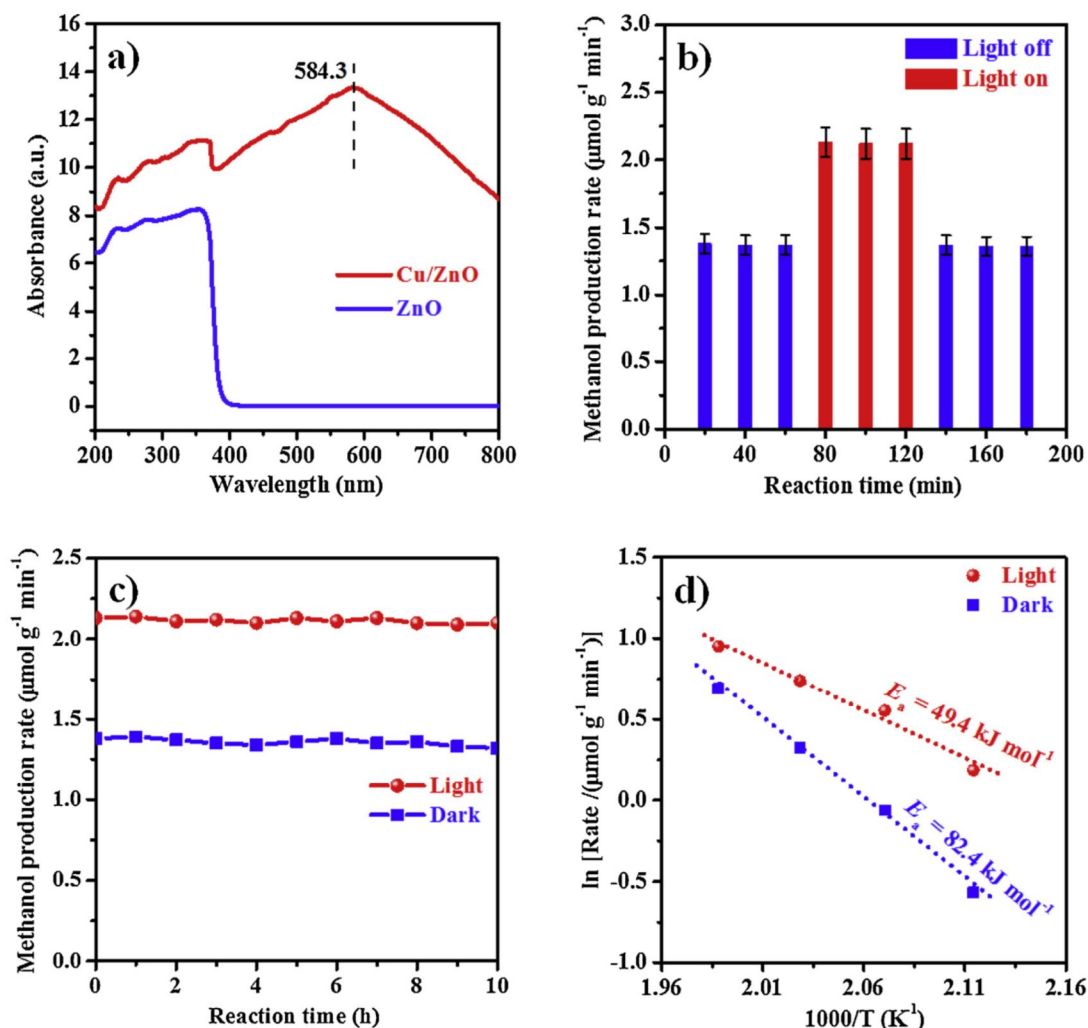 a)
584.3
Cu/ZnO
ZnO
Absorbance (a.u.)
16
14
12
10
8
6
4
2
0
200 300 400 500 600 700 800
Wavelength (nm)
b)
Light off
Light on
Methanol production rate (μmol g⁻¹ min⁻¹)
3.0
2.5
2.0
1.5
1.0
0.5
0.0
0 40 80 120 160 200
Reaction time (min)
c)
Light
Dark
Methanol production rate (μmol g⁻¹ min⁻¹)
2.5
2.0
1.5
1.0
0.5
0.0
0 2 4 6 8 10
Reaction time (h)
d)
Light
Dark
Eₐ = 49.4 kJ mol⁻¹
Eₐ = 82.4 kJ mol⁻¹
ln [Rate /(μmol g⁻¹ min⁻¹)]
1.5
1.0
0.5
0.0
-0.5
-1.0
1.96 2.01 2.06 2.11 2.16
1000/T (K⁻¹)